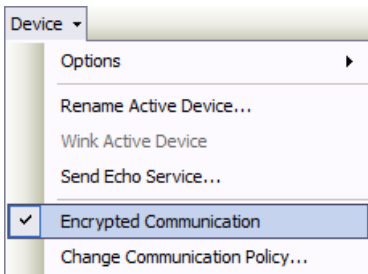 Device
Options
Rename Active Device...
Wink Active Device
Send Echo Service...
Encrypted Communication
Change Communication Policy...